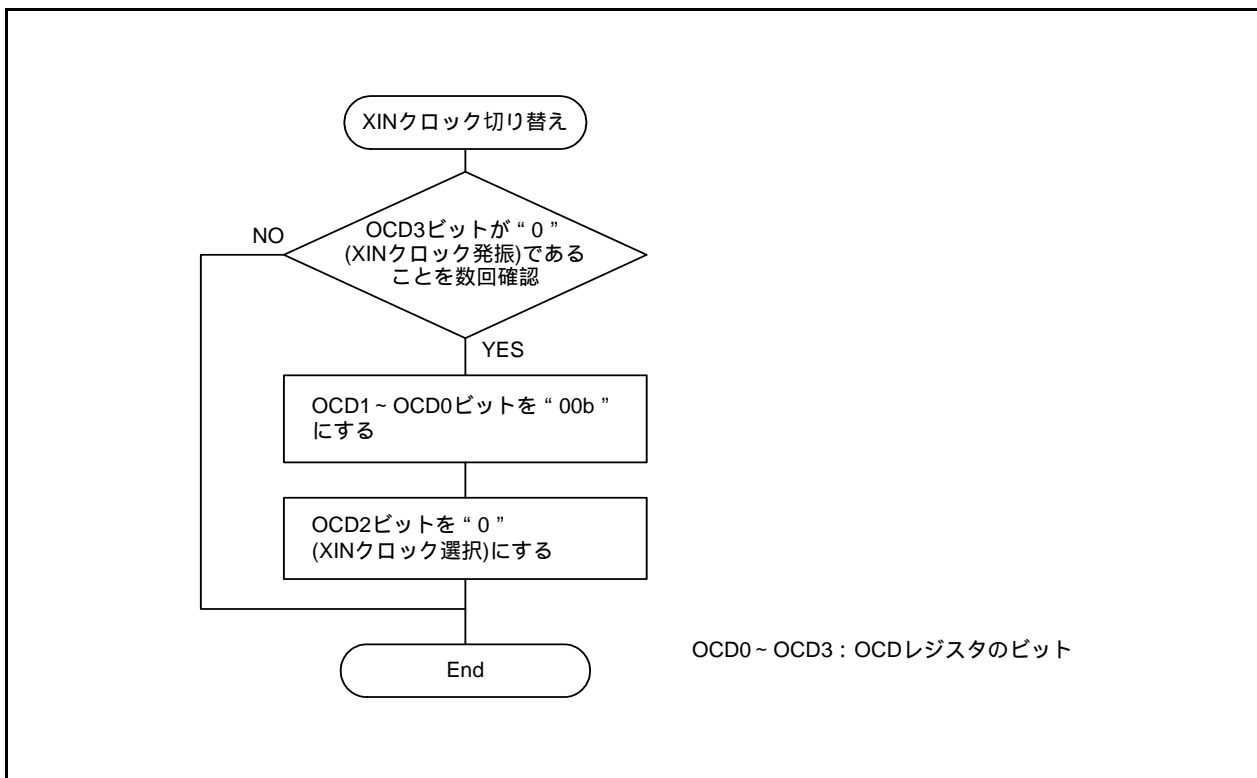 XINクロック切り替え
OCD3ビットが“ 0 ”
(XINクロック発振)である
ことを数回確認
NO
YES
OCD1~OCD0ビットを“ 00b ”
にする
OCD2ビットを“ 0 ”
(XINクロック選択)にする
End
OCD0~OCD3:OCDレジスタのビット